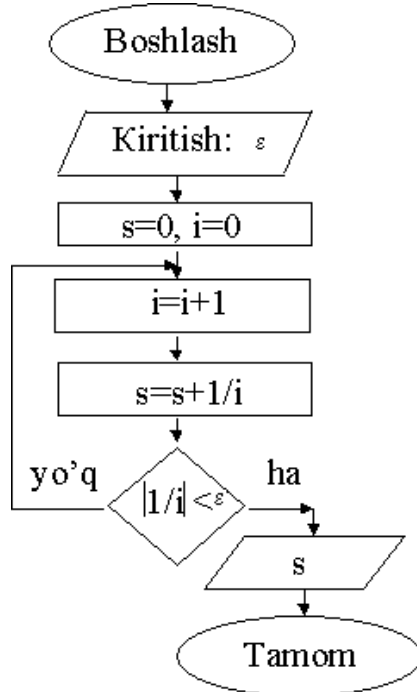 Boshlash
Kiritish: ε
s=0, i=0
i=i+1
s=s+1/i
yo’q
|1/i| <ε
ha
s
Tamom